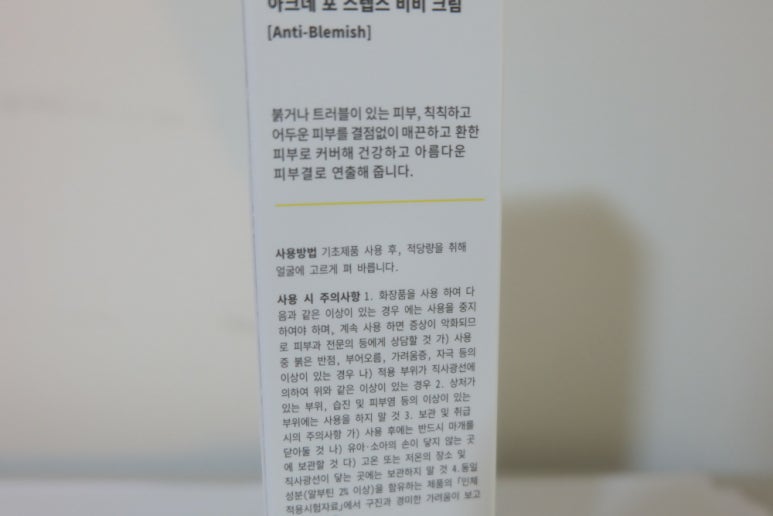 아크네 포 스텝스 비비 크림
[Anti-Blemish]
붉거나 트러블이 있는 피부, 칙칙하고
어두운 피부를 결점없이 매끈하고 환한
피부로 커버해 건강하고 아름다운
피부결로 연출해 줍니다.
사용방법 기초제품 사용 후, 적당량을 취해
얼굴에 고르게 펴 바릅니다.
사용 시 주의사항 1. 화장품을 사용 하여 다
음과 같은 이상이 있는 경우 에는 사용을 중지
하여야 하며, 계속 사용 하면 증상이 악화되므
로 피부과 전문의 등에게 상담할 것 가) 사용
중 붉은 반점, 부어오름, 가려움증, 자극 등의
이상이 있는 경우 나) 적용 부위가 직사광선에
의하여 위와 같은 이상이 있는 경우 2. 상처가
있는 부위, 습진 및 피부염 등의 이상이 있는
부위에는 사용을 하지 말 것 3. 보관 및 취급
시의 주의사항 가) 사용 후에는 반드시 마개를
닫아둘 것 나) 유아·소아의 손이 닿지 않는 곳
에 보관할 것 다) 고온 또는 저온의 장소 및
직사광선이 닿는 곳에는 보관하지 말 것 4.동일
성분(알부틴 2% 이상)을 함유하는 제품의 「인체
적용시험자료」에서 구진과 경미한 가려움이 보고